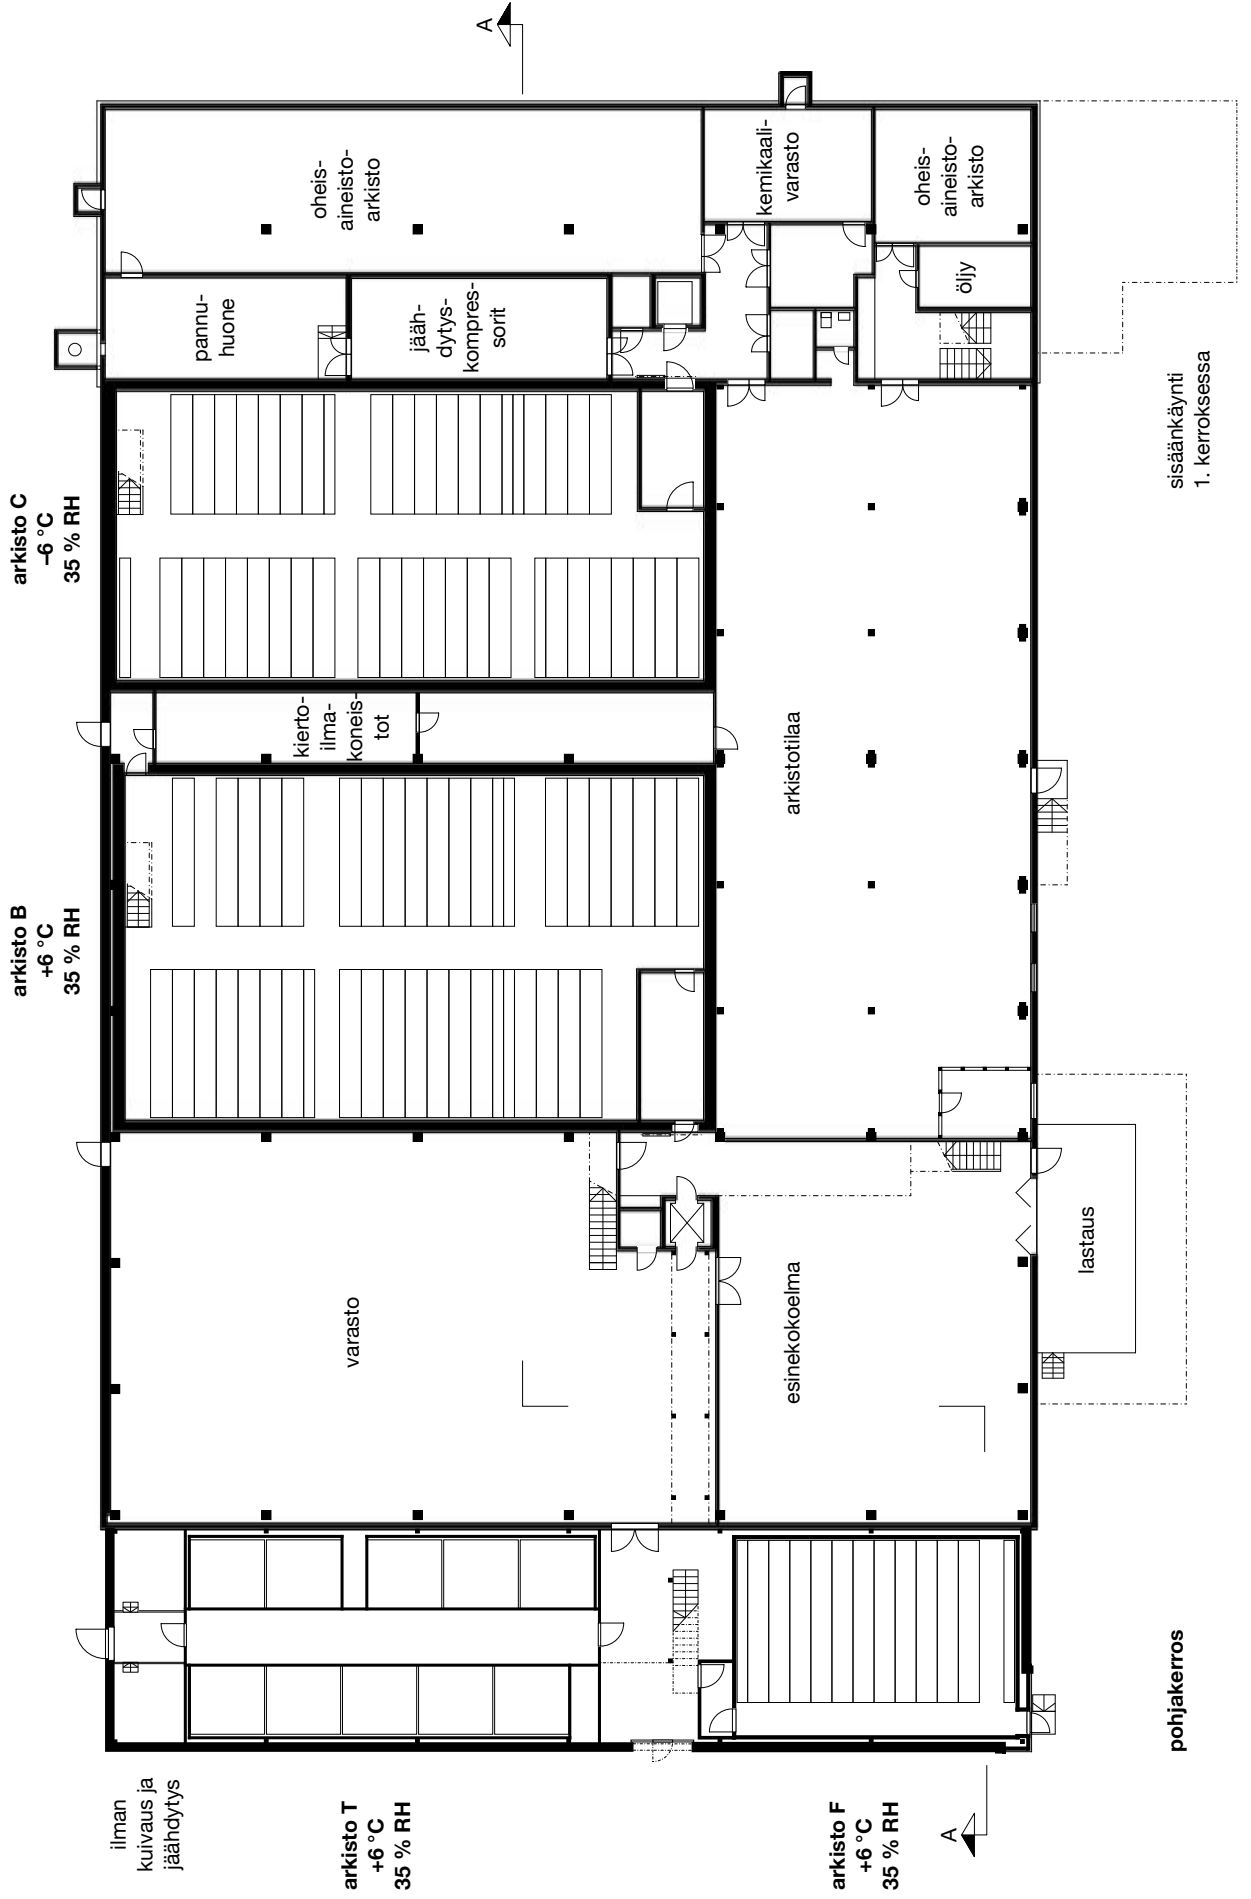 A
oheis-
aineisto-
arkisto
kemikaali-
varasto
oheis-
aineisto-
arkisto
pannu-
huone
jääh-
dytys-
kompres-
sorit
öljy
sisäänkäynti
1. kerroksessa
arkisto C
–6 °C
35 % RH
kierto-
ilma-
koneis-
tot
arkistotilaa
arkisto B
+6 °C
35 % RH
varasto
esinekokoelma
lastaus
ilman
kuivaus ja
jäähdytys
arkisto T
+6 °C
35 % RH
arkisto F
+6 °C
35 % RH
A
pohjakerros